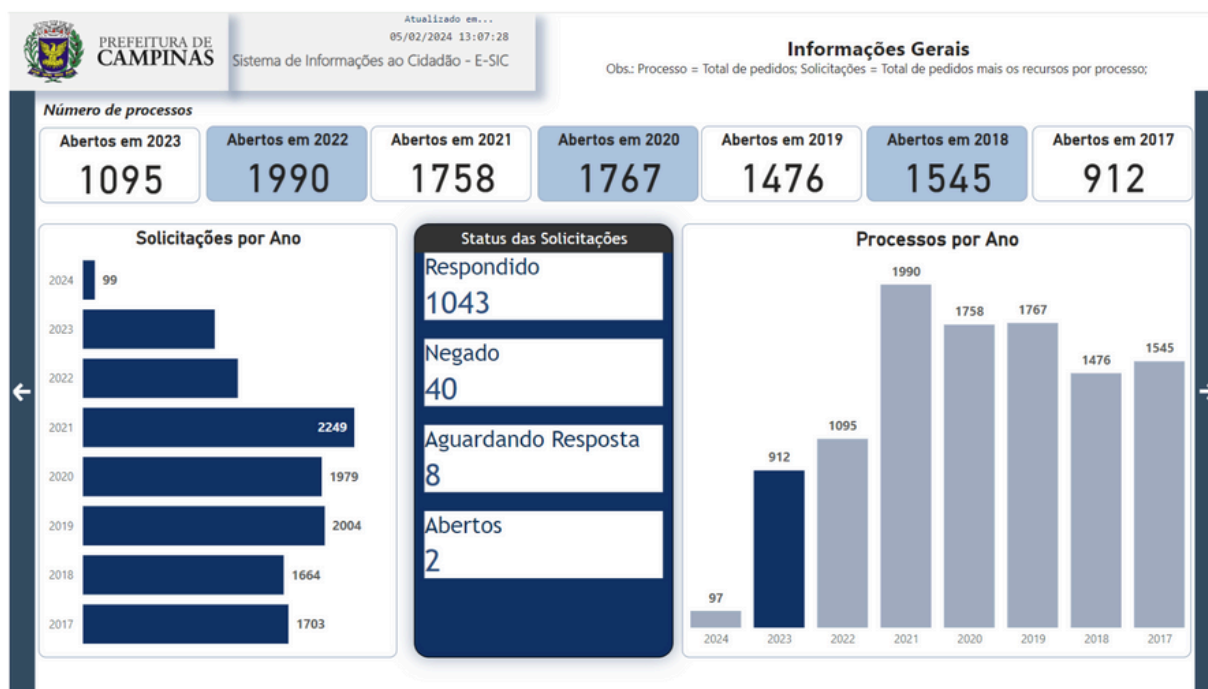 PREFEITURA DE
CAMPINAS
Atualizado em...
05/02/2024 13:07:28
Sistema de Informações ao Cidadão - E-SIC
Informações Gerais
Obs.: Processo = Total de pedidos; Solicitações = Total de pedidos mais os recursos por processo;
Número de processos
Abertos em 2023
1095
Abertos em 2022
1990
Abertos em 2021
1758
Abertos em 2020
1767
Abertos em 2019
1476
Abertos em 2018
1545
Abertos em 2017
912
Solicitações por Ano
2024 99
2023
2022
2021 2249
2020 1979
2019 2004
2018 1664
2017 1703
Status das Solicitações
Respondido
1043
Negado
40
Aguardando Resposta
8
Abertos
2
Processos por Ano
97 912 1095 1990 1758 1767 1476 1545
2024 2023 2022 2021 2020 2019 2018 2017